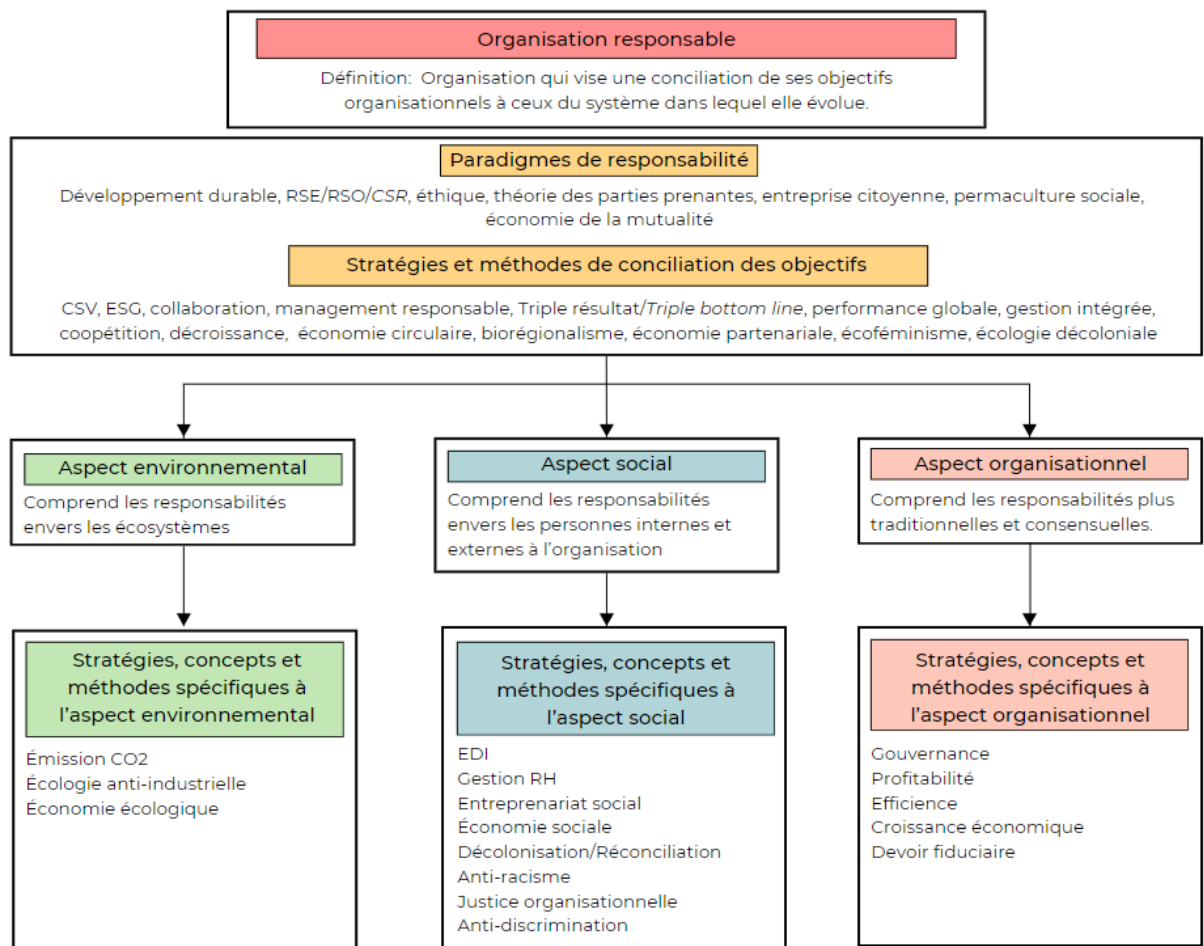 Organisation responsable
Définition: Organisation qui vise une conciliation de ses objectifs
organisationnels à ceux du système dans lequel elle évolue.
Paradigmes de responsabilité
Développement durable, RSE/RSO/CSR, éthique, théorie des parties prenantes, entreprise citoyenne, permaculture sociale,
économie de la mutualité
Stratégies et méthodes de conciliation des objectifs
CSV, ESG, collaboration, management responsable, Triple résultat/Triple bottom line, performance globale, gestion intégrée,
coopétition, décroissance, économie circulaire, biorégionalisme, économie partenariale, écoféminisme, écologie décoloniale
Aspect environnemental
Comprend les responsabilités
envers les écosystèmes
Aspect social
Comprend les responsabilités
envers les personnes internes et
externes à l'organisation
Aspect organisationnel
Comprend les responsabilités plus
traditionnelles et consensuelles.
Stratégies, concepts et
méthodes spécifiques à
l'aspect environnemental
Émission CO2
Écologie anti-industrielle
Économie écologique
Stratégies, concepts et
méthodes spécifiques à
l'aspect social
EDI
Gestion RH
Entreprenariat social
Économie sociale
Décolonisation/Réconciliation
Anti-racisme
Justice organisationnelle
Anti-discrimination
Stratégies, concepts et
méthodes spécifiques à
l'aspect organisationnel
Gouvernance
Profitabilité
Efficience
Croissance économique
Devoir fiduciaire